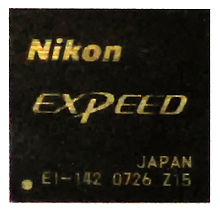 Nikon
EXPEED
JAPAN
EI-142 0726 Z15